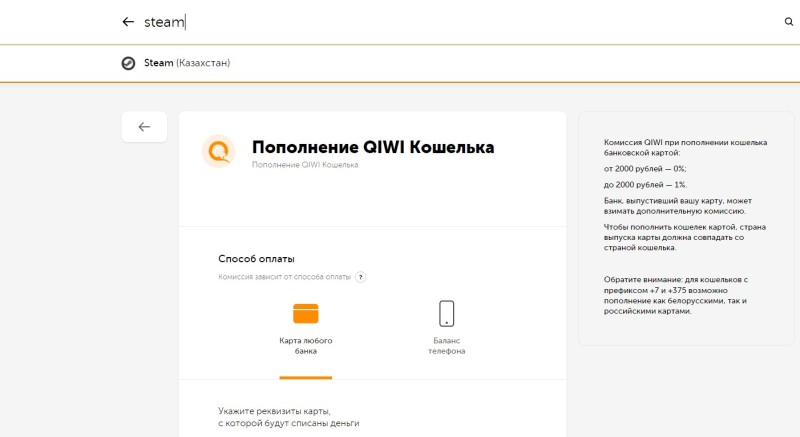 steam
Steam (Казахстан)
Пополнение QIWI Кошелька
Пополнение QIWI Кошелька
Способ оплаты
Комиссия зависит от способа оплаты ?
Карта любого
банка
Баланс
телефона
Укажите реквизиты карты,
с которой будут списаны деньги
Комиссия QIWI при пополнении кошелька
банковской картой:
от 2000 рублей — 0%;
до 2000 рублей — 1%.
Банк, выпустивший вашу карту, может
взимать дополнительную комиссию.
Чтобы пополнить кошелек картой, страна
выпуска карты должна совпадать со
страной кошелька.
Обратите внимание: для кошельков с
префиксом +7 и +375 возможно
пополнение как белорусскими, так и
российскими картами.